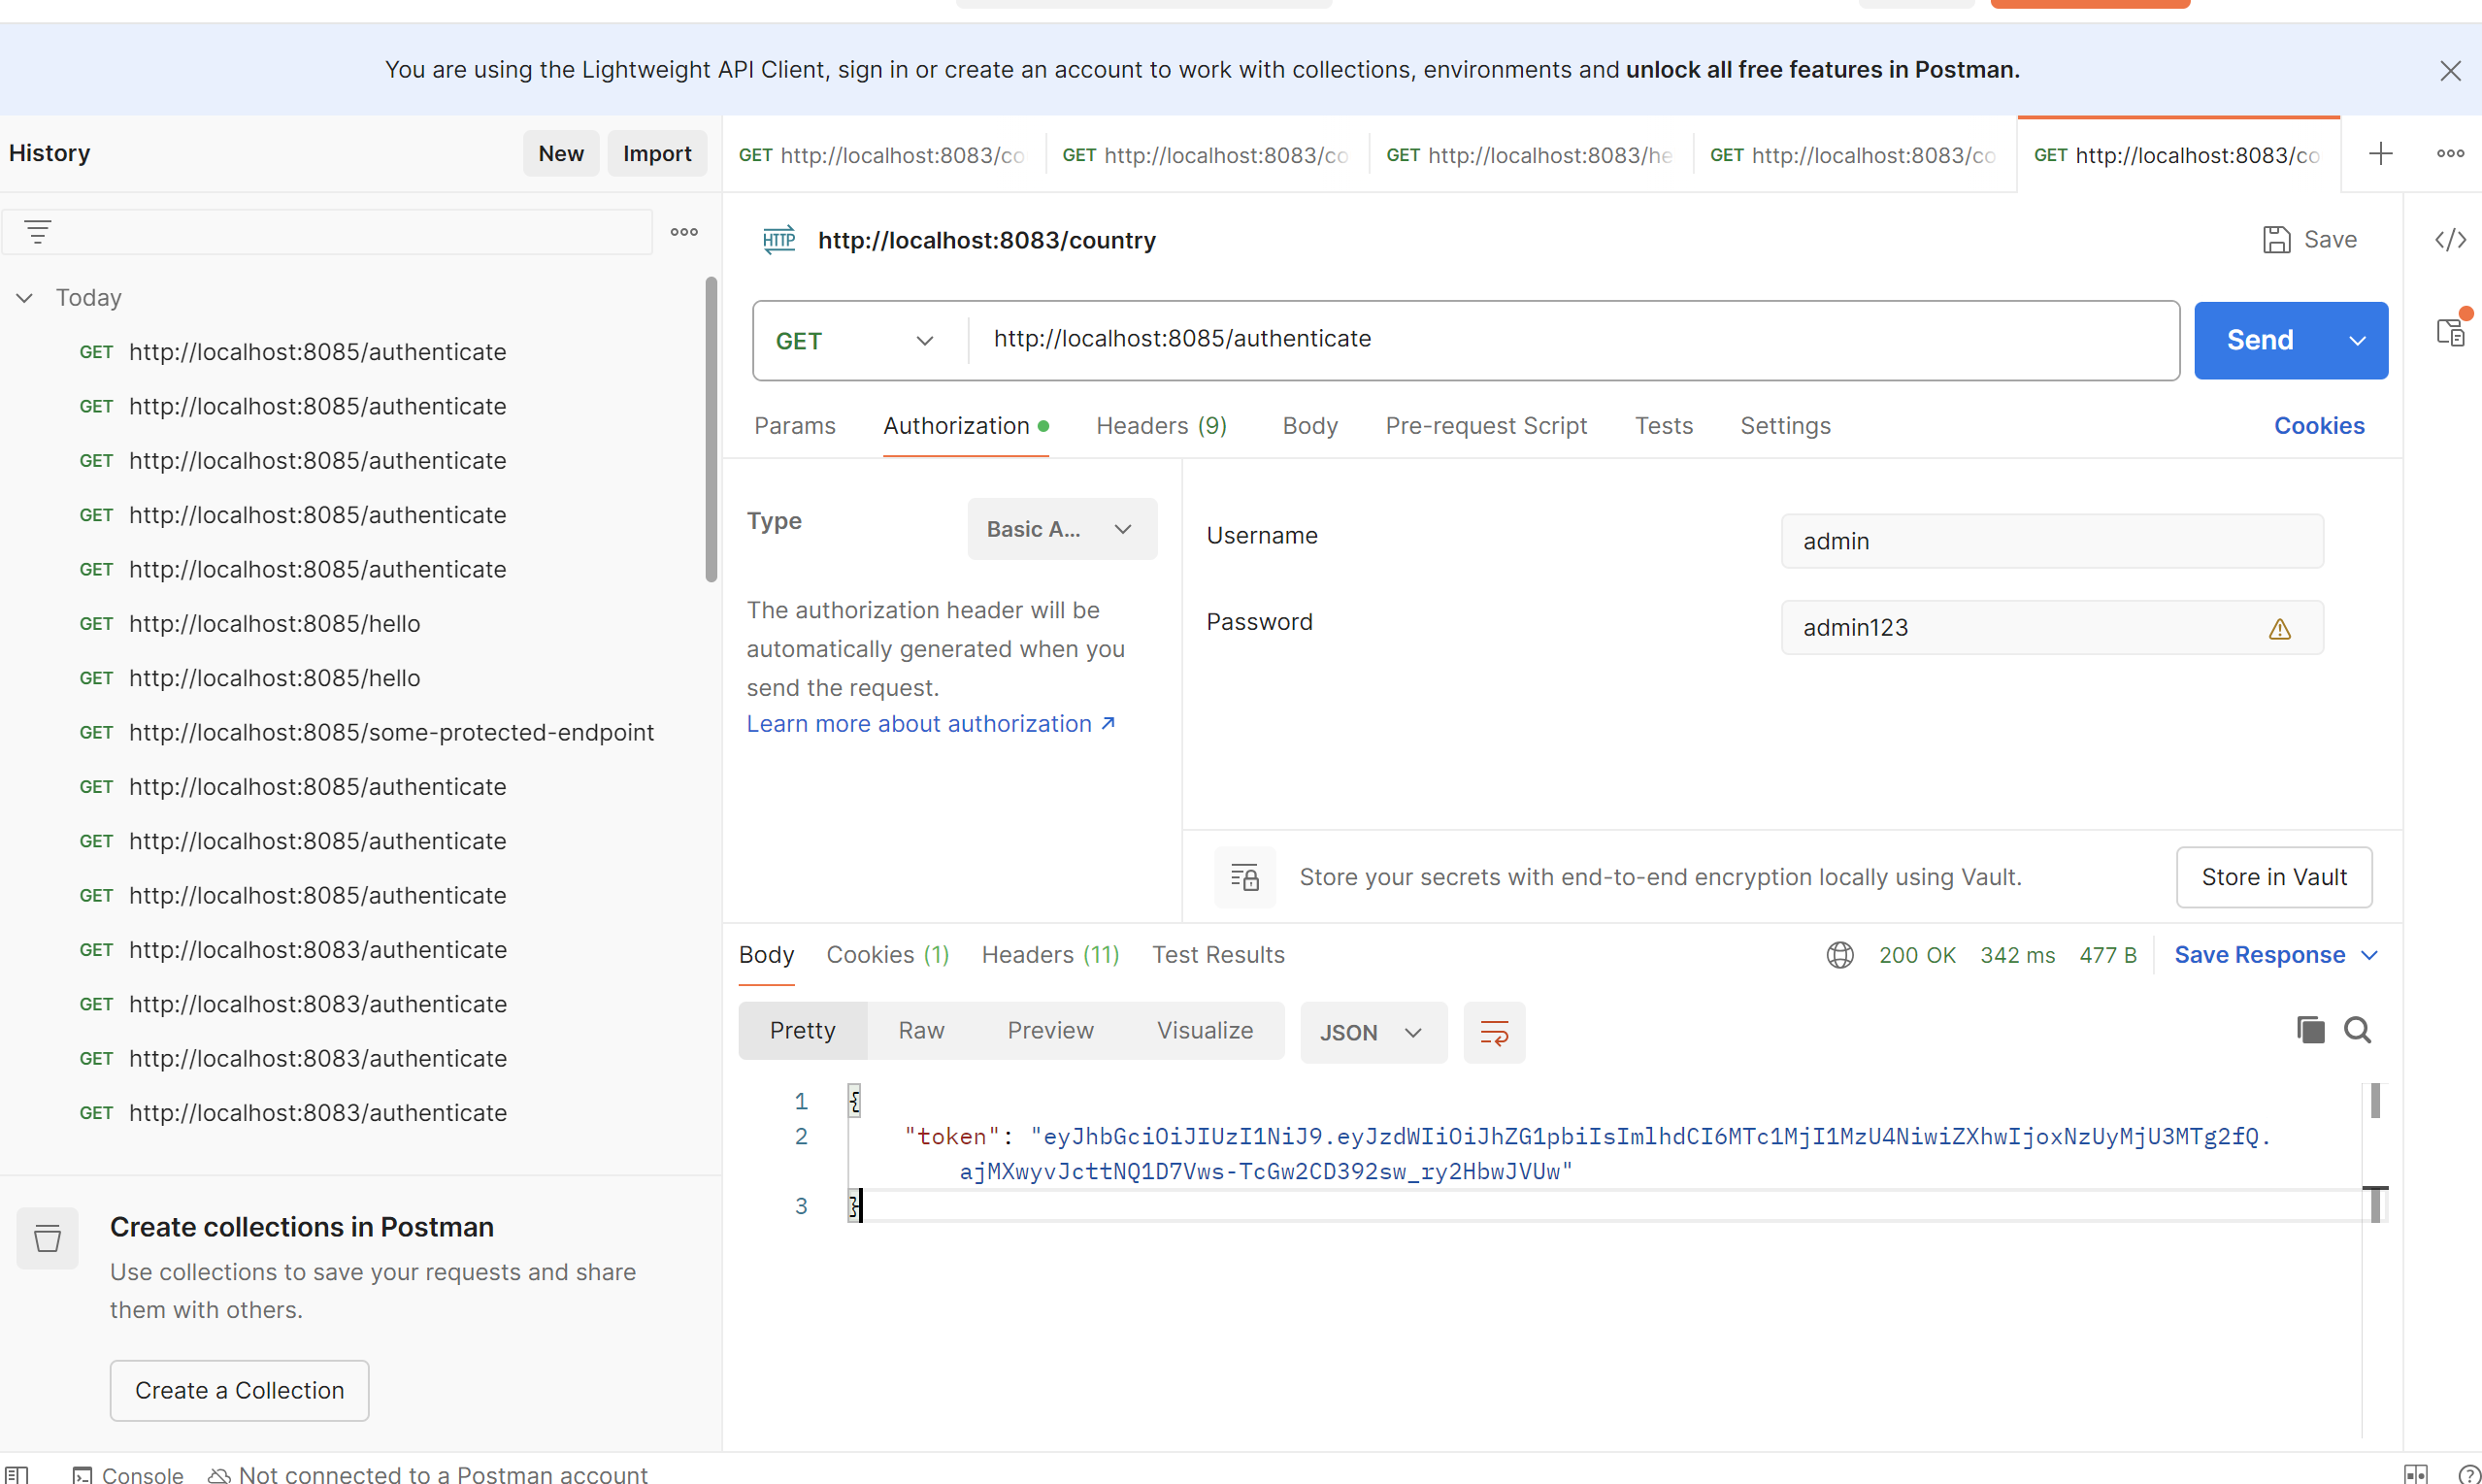 You are using the Lightweight API Client, sign in or create an account to work with collections, environments and unlock all free features in Postman.
History
New
Import
GET http://localhost:8083/co
GET http://localhost:8083/co
GET http://localhost:8083/he
GET http://localhost:8083/co
GET http://localhost:8083/co
Today
GET http://localhost:8085/authenticate
GET http://localhost:8085/authenticate
GET http://localhost:8085/authenticate
GET http://localhost:8085/authenticate
GET http://localhost:8085/authenticate
GET http://localhost:8085/hello
GET http://localhost:8085/hello
GET http://localhost:8085/some-protected-endpoint
GET http://localhost:8085/authenticate
GET http://localhost:8085/authenticate
GET http://localhost:8085/authenticate
GET http://localhost:8083/authenticate
GET http://localhost:8083/authenticate
GET http://localhost:8083/authenticate
GET http://localhost:8083/authenticate
Create collections in Postman
Use collections to save your requests and share
them with others.
Create a Collection
HTTP http://localhost:8083/country
Save
GET http://localhost:8085/authenticate
Send
Params Authorization Headers (9) Body Pre-request Script Tests Settings Cookies
Type
Basic A...
The authorization header will be
automatically generated when you
send the request.
Learn more about authorization ↗
Username
admin
Password
admin123
Store your secrets with end-to-end encryption locally using Vault.
Store in Vault
Body Cookies (1) Headers (11) Test Results
200 OK 342 ms 477 B Save Response
Pretty Raw Preview Visualize JSON
1 {
2 "token": "eyJhbGciOiJIUzI1NiJ9.eyJzdWIiOiJhZG1pbiIsImlhdCI6MTc1MjI1MzU4NiwiZXhwIjoxNzUyMjU3MTg2fQ.
ajMXwyvJcttNQ1D7Vws-TcGw2CD392sw_ry2HbwJVUw"
3 }
Console Not connected to a Postman account